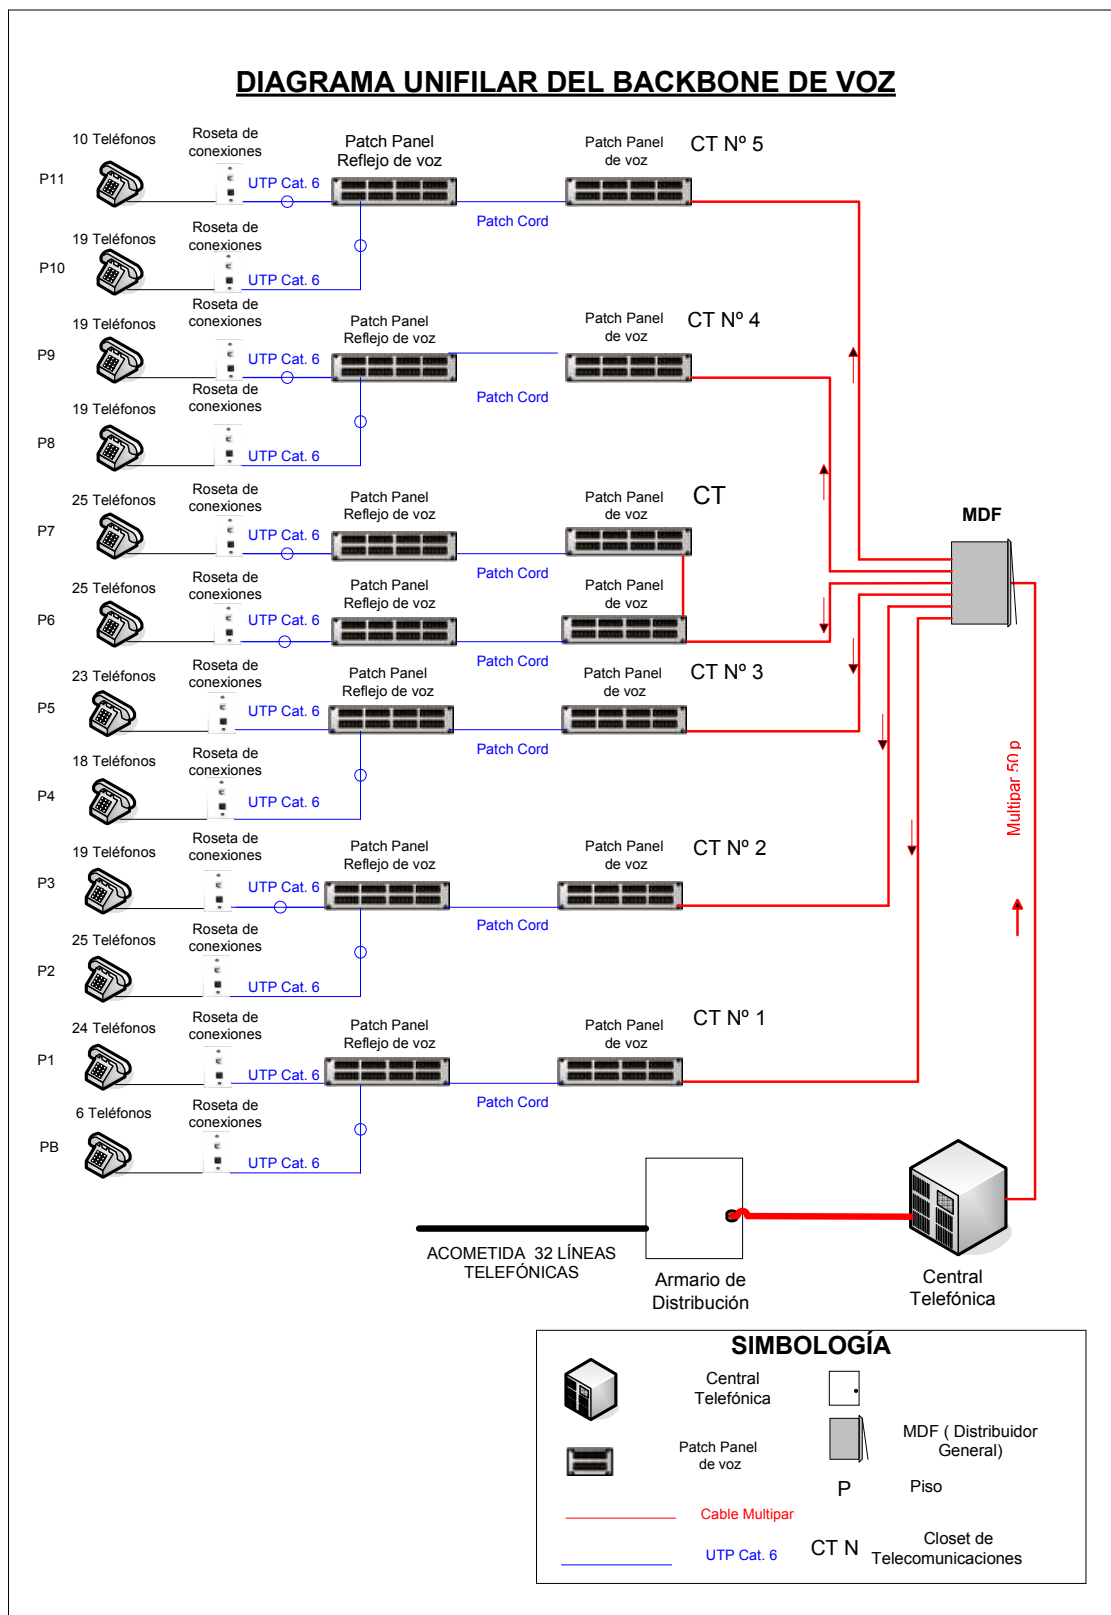 DIAGRAMA UNIFILAR DEL BACKBONE DE VOZ
10 Teléfonos
Roseta de
conexiones
Patch Panel
Reflejo de voz
Patch Panel
de voz
CT Nº 5
P11
UTP Cat. 6
Patch Cord
19 Teléfonos
Roseta de
conexiones
P10
UTP Cat. 6
19 Teléfonos
Roseta de
conexiones
Patch Panel
Reflejo de voz
Patch Panel
de voz
CT Nº 4
P9
UTP Cat. 6
Patch Cord
19 Teléfonos
Roseta de
conexiones
P8
UTP Cat. 6
25 Teléfonos
Roseta de
conexiones
Patch Panel
Reflejo de voz
Patch Panel
de voz
CT
MDF
P7
UTP Cat. 6
Patch Cord
25 Teléfonos
Roseta de
conexiones
Patch Panel
Reflejo de voz
Patch Panel
de voz
P6
UTP Cat. 6
Patch Cord
23 Teléfonos
Roseta de
conexiones
Patch Panel
Reflejo de voz
Patch Panel
de voz
CT Nº 3
P5
UTP Cat. 6
Patch Cord
18 Teléfonos
Roseta de
conexiones
P4
UTP Cat. 6
Multipar 50 p
19 Teléfonos
Roseta de
conexiones
Patch Panel
Reflejo de voz
Patch Panel
de voz
CT Nº 2
P3
UTP Cat. 6
Patch Cord
25 Teléfonos
Roseta de
conexiones
P2
UTP Cat. 6
24 Teléfonos
Roseta de
conexiones
Patch Panel
Reflejo de voz
Patch Panel
de voz
CT Nº 1
P1
UTP Cat. 6
Patch Cord
6 Teléfonos
Roseta de
conexiones
PB
UTP Cat. 6
ACOMETIDA 32 LÍNEAS
TELEFÓNICAS
Armario de
Distribución
Central
Telefónica
SIMBOLOGÍA
Central
Telefónica
MDF ( Distribuidor
General)
Patch Panel
de voz
P
Piso
Cable Multipar
UTP Cat. 6
CT N
Closet de
Telecomunicaciones